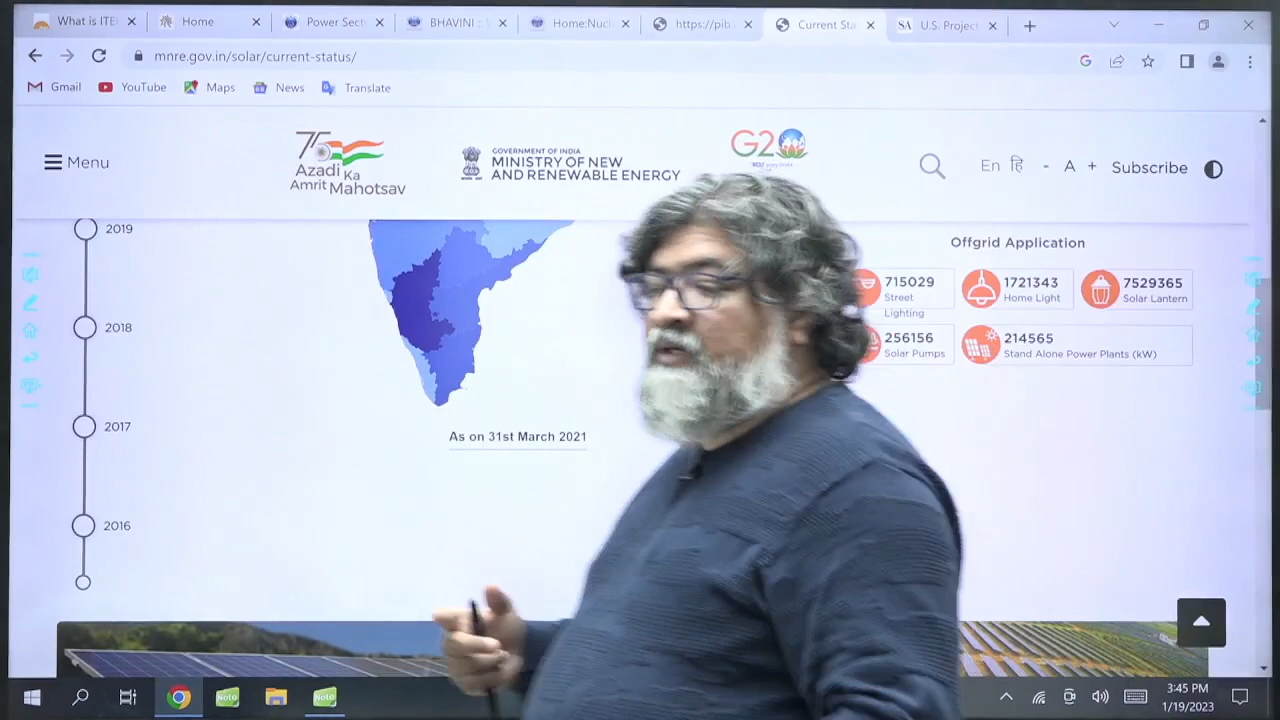 What is ITE
Home
Power Sect
BHAVINI ::
Home:Nucl
https://pib.
Current Sta
SA
U.S. Project
mnre.gov.in/solar/current-status/
Gmail
YouTube
Maps
News
Translate
Menu
75
Azadi Ka
Amrit Mahotsav
GOVERNMENT OF INDIA
MINISTRY OF NEW
AND RENEWABLE ENERGY
G20
En हि - A + Subscribe
2019
2018
2017
2016
As on 31st March 2021
Offgrid Application
715029
Street
Lighting
1721343
Home Light
7529365
Solar Lantern
256156
Solar Pumps
214565
Stand Alone Power Plants (kW)
Note
Note
3:45 PM
1/19/2023